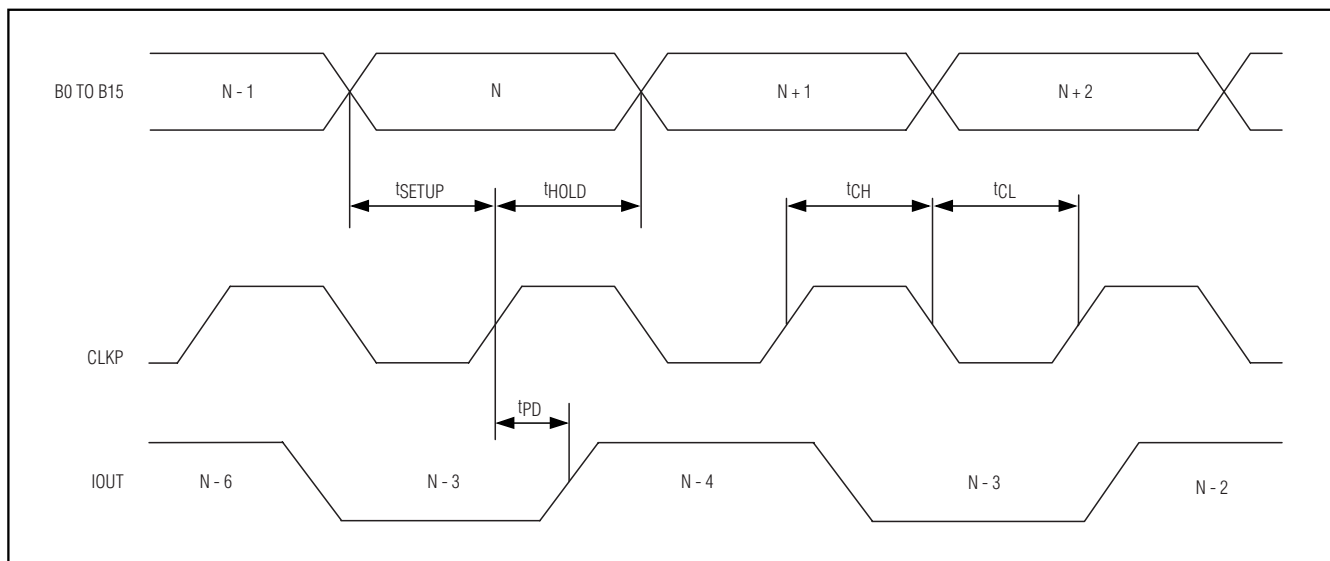 B0 TO B15 N - 1 N N + 1 N + 2
tSETUP tHOLD tCH tCL
CLKP
tPD
IOUT N - 6 N - 3 N - 4 N - 3 N - 2